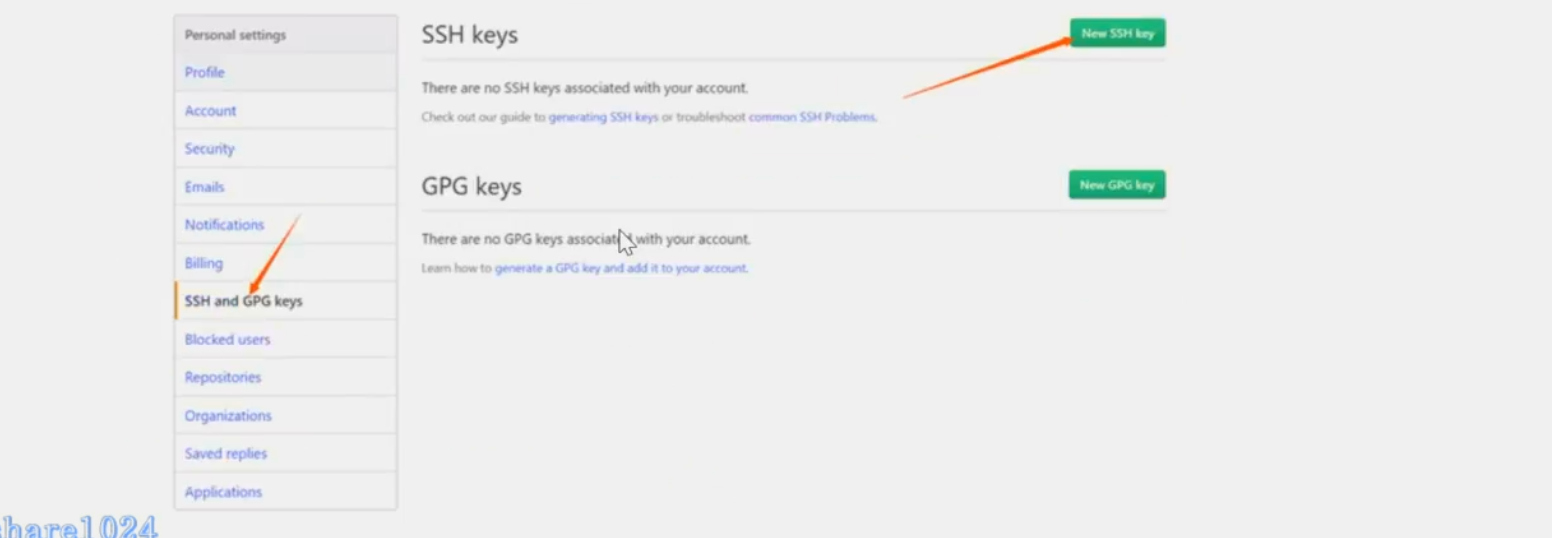 Personal settings
Profile
Account
Security
Emails
Notifications
Billing
SSH and GPG keys
Blocked users
Repositories
Organizations
Saved replies
Applications
SSH keys
New SSH key
There are no SSH keys associated with your account.
Check out our guide to generating SSH keys or troubleshoot common SSH Problems.
GPG keys
New GPG key
There are no GPG keys associated with your account.
Learn how to generate a GPG key and add it to your account.
share1024